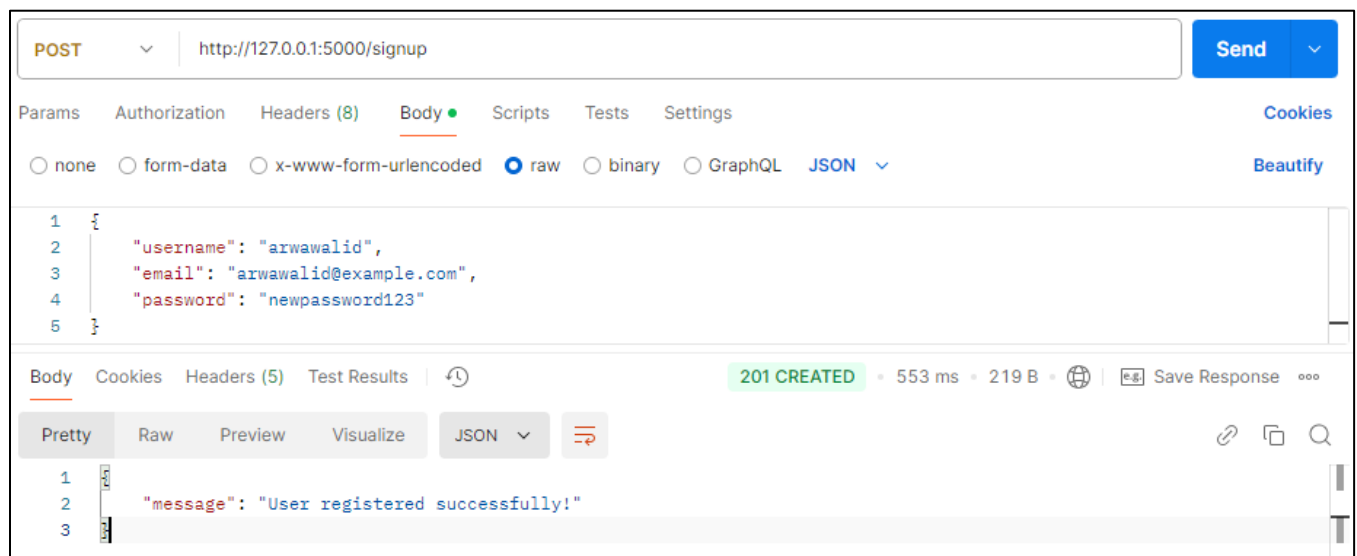 POST http://127.0.0.1:5000/signup Send
Params Authorization Headers (8) Body Scripts Tests Settings Cookies
none form-data x-www-form-urlencoded raw binary GraphQL JSON Beautify
1 {
2 "username": "arwawalid",
3 "email": "arwawalid@example.com",
4 "password": "newpassword123"
5 }
Body Cookies Headers (5) Test Results 201 CREATED 553 ms 219 B e.g. Save Response
Pretty Raw Preview Visualize JSON
1 {
2 "message": "User registered successfully!"
3 }